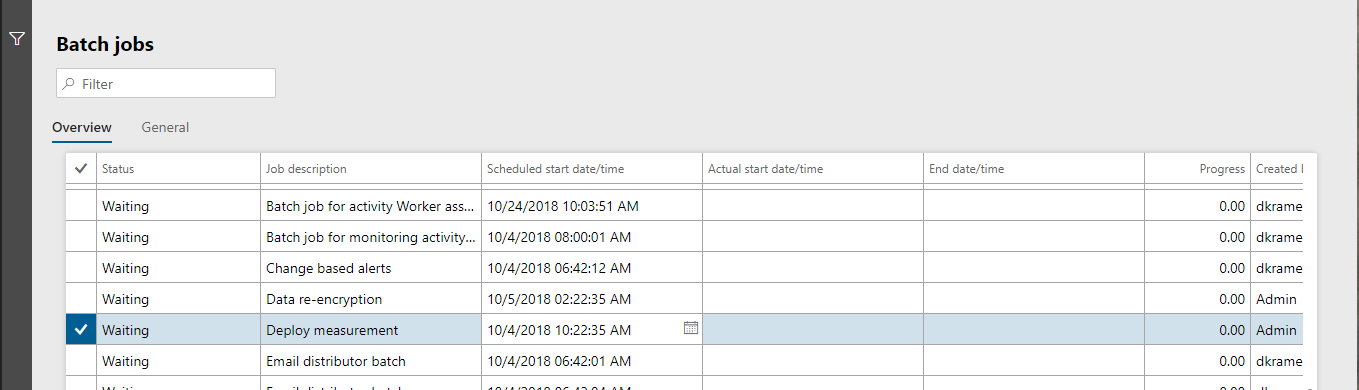 Batch jobs
Filter
Overview General
Status Job description Scheduled start date/time Actual start date/time End date/time Progress Created
Waiting Batch job for activity Worker ass... 10/24/2018 10:03:51 AM 0.00 dkrame
Waiting Batch job for monitoring activity... 10/4/2018 08:00:01 AM 0.00 dkrame
Waiting Change based alerts 10/4/2018 06:42:12 AM 0.00 dkrame
Waiting Data re-encryption 10/5/2018 02:22:35 AM 0.00 Admin
Waiting Deploy measurement 10/4/2018 10:22:35 AM 0.00 Admin
Waiting Email distributor batch 10/4/2018 06:42:01 AM 0.00 dkrame